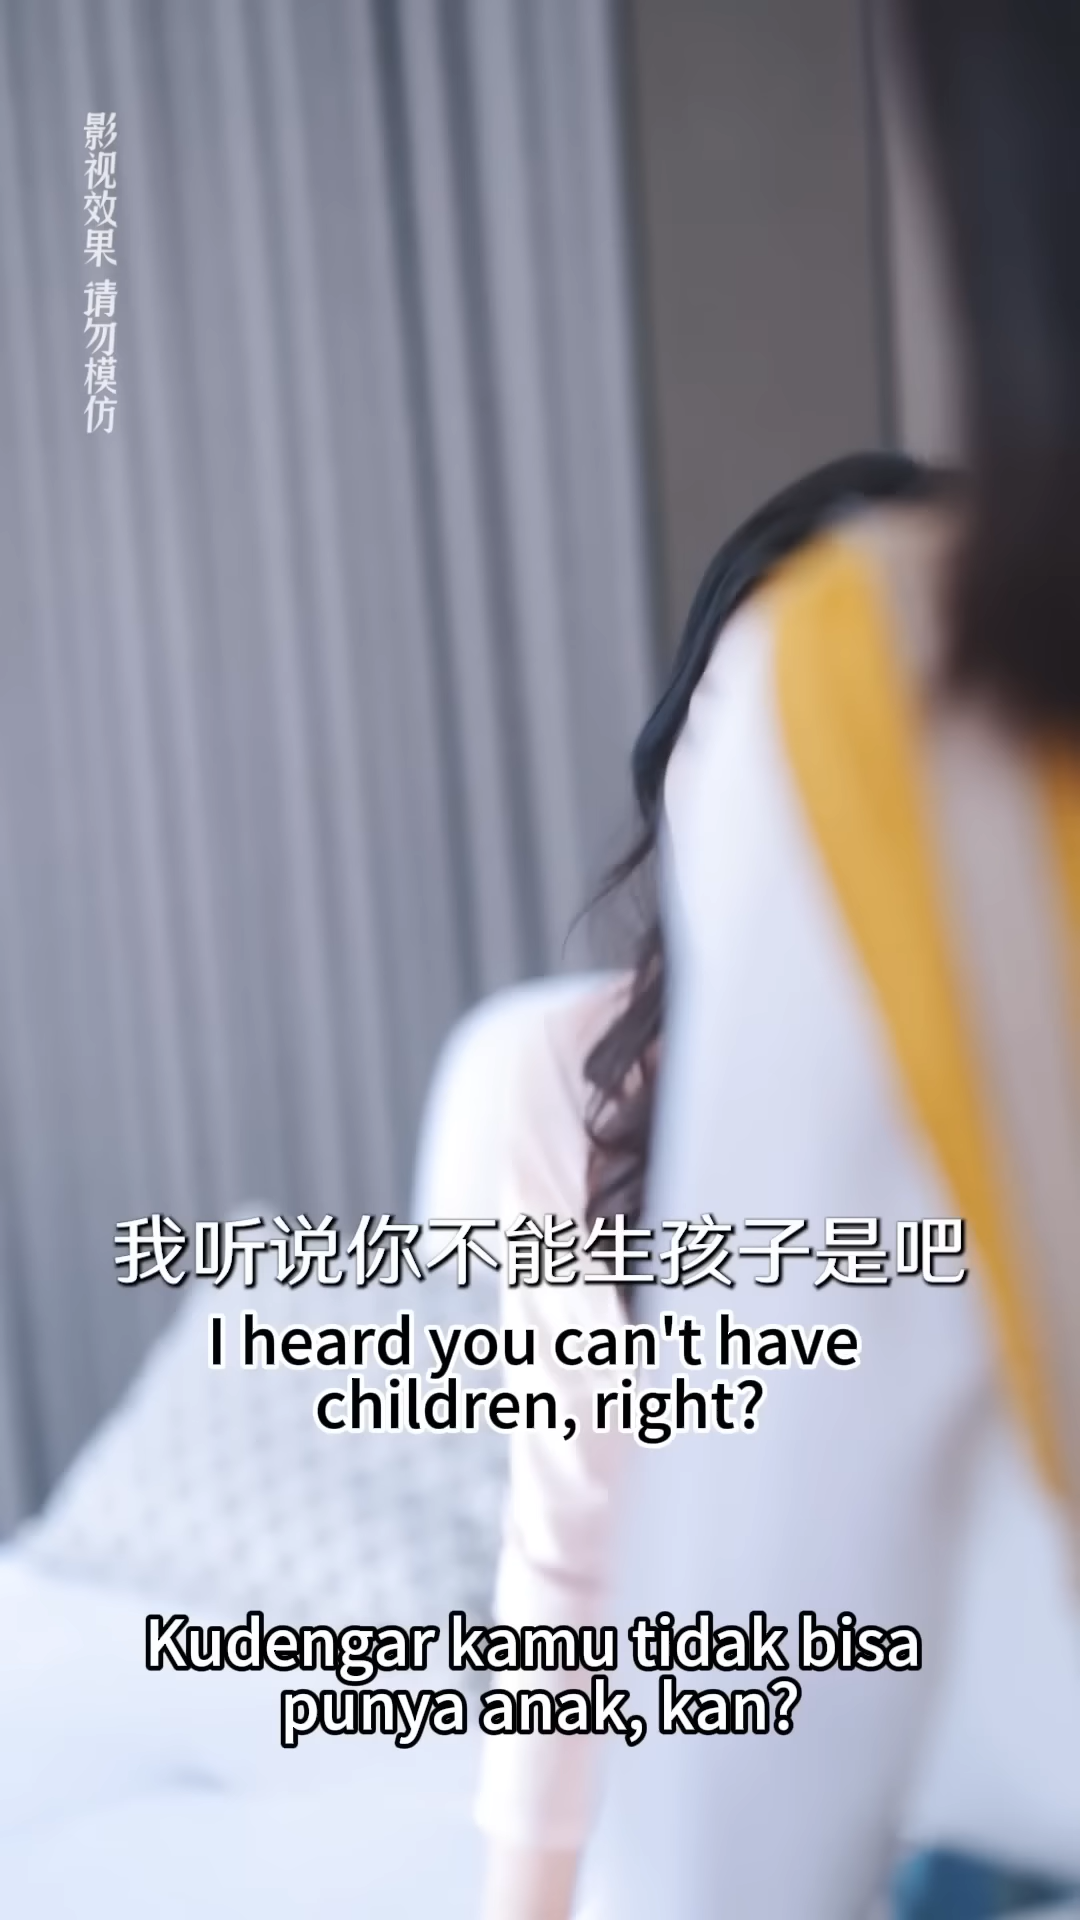 影视效果 请勿模仿
我听说你不能生孩子是吧
I heard you can't have
children, right?
Kudengar kamu tidak bisa
punya anak, kan?